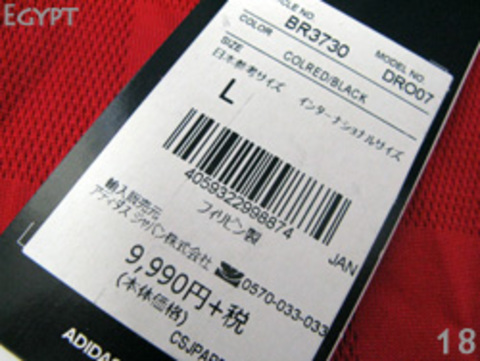 EGYPT
CLE NO.
BR3730
MODEL NO.
DRO07
COLOR
COLRED/BLACK
SIZE
日本参考サイズ インターナショナルサイズ
L
4059322998874
JAN
フィリピン製
輸入販売元
アディダス ジャパン株式会社
0570-033-033
9,990円+税
(本体価格)
CSJPAPE
L
ADIDAS
18